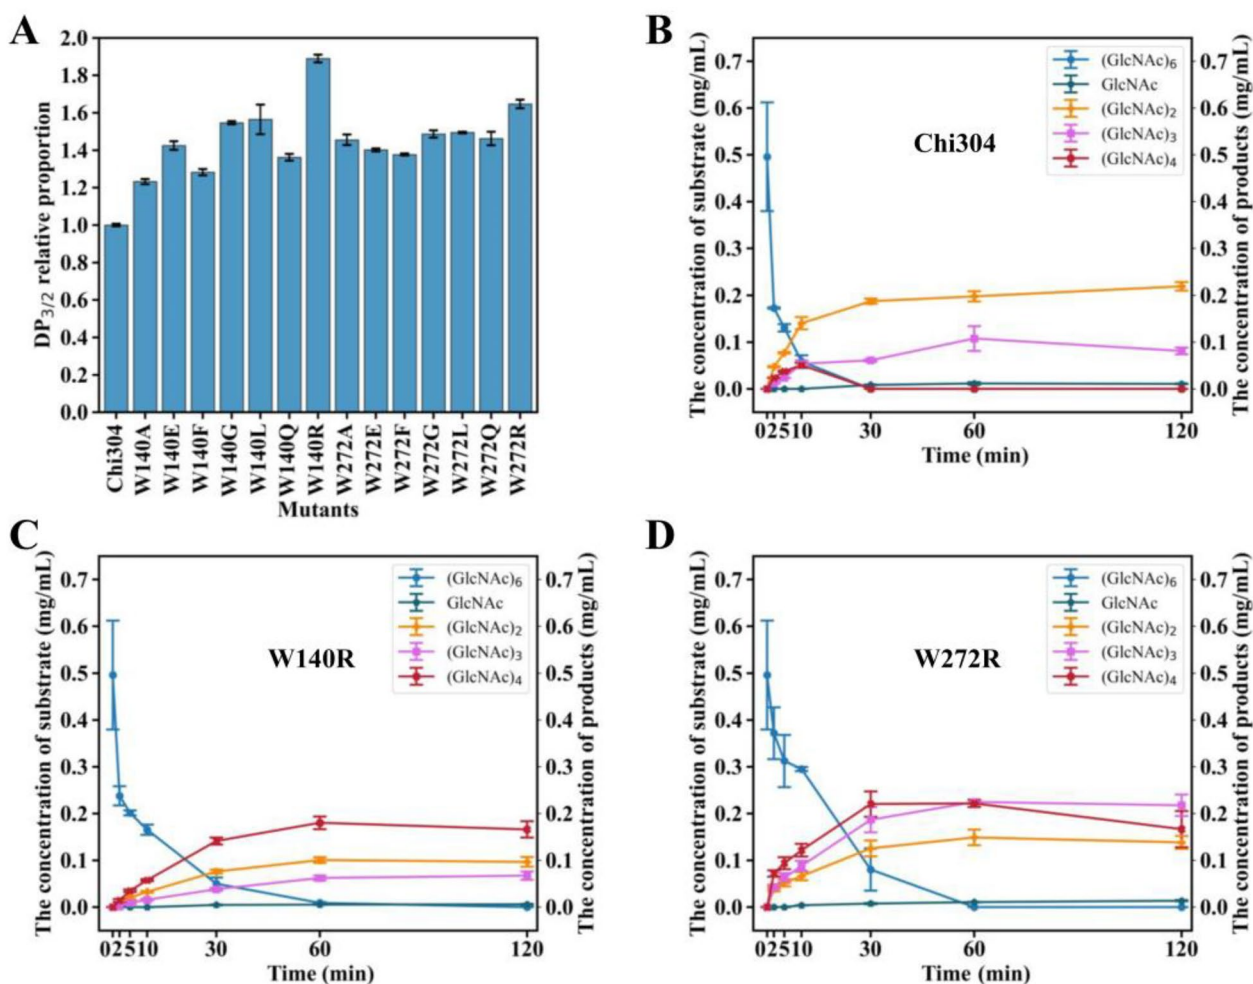 A
DP3/2 relative proportion
2.0
1.8
1.6
1.4
1.2
1.0
0.8
0.6
0.4
0.2
0.0
Chi304
W140A
W140E
W140F
W140G
W140L
W140Q
W140R
W272A
W272E
W272F
W272G
W272L
W272Q
W272R
Mutants
B
The concentration of substrate (mg/mL)
0.7
0.6
0.5
0.4
0.3
0.2
0.1
0.0
(GlcNAc)6
GlcNAc
(GlcNAc)2
(GlcNAc)3
(GlcNAc)4
Chi304
0.7
0.6
0.5
0.4
0.3
0.2
0.1
0.0
The concentration of products (mg/mL)
0 2 5 10 30 60 120
Time (min)
C
The concentration of substrate (mg/mL)
0.7
0.6
0.5
0.4
0.3
0.2
0.1
0.0
(GlcNAc)6
GlcNAc
(GlcNAc)2
(GlcNAc)3
(GlcNAc)4
W140R
0.7
0.6
0.5
0.4
0.3
0.2
0.1
0.0
The concentration of products (mg/mL)
0 2 5 10 30 60 120
Time (min)
D
The concentration of substrate (mg/mL)
0.7
0.6
0.5
0.4
0.3
0.2
0.1
0.0
(GlcNAc)6
GlcNAc
(GlcNAc)2
(GlcNAc)3
(GlcNAc)4
W272R
0.7
0.6
0.5
0.4
0.3
0.2
0.1
0.0
The concentration of products (mg/mL)
0 2 5 10 30 60 120
Time (min)